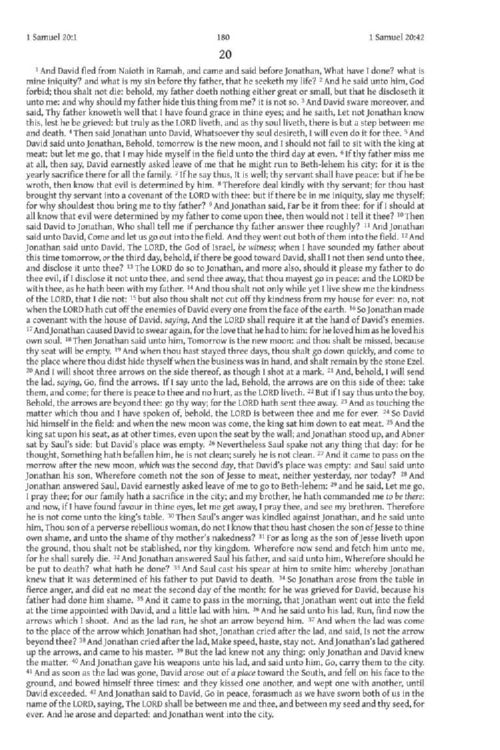 1 Samuel 20:1 180 1 Samuel 20:42
20
1 And David fled from Naioth in Ramah, and came and said before Jonathan, What have I done? what is
mine iniquity? and what is my sin before thy father, that he seeketh my life? 2 And he said unto him, God
forbid; thou shalt not die: behold, my father doeth nothing either great or small, but that he discloseth it
unto me: and why should my father hide this thing from me? it is not so. 3 And David sware moreover, and
said, Thy father knoweth well that I have found grace in thine eyes; and he saith, Let not Jonathan know
this, lest he be grieved: but truly as the LORD liveth, and as thy soul liveth, there is but a step between me
and death. 4 Then said Jonathan unto David, Whatsoever thy soul desireth, I will even do it for thee. 5 And
David said unto Jonathan, Behold, tomorrow is the new moon, and I should not fail to sit with the king at
meat: but let me go, that I may hide myself in the field unto the third day at even. 6 If thy father miss me
at all, then say, David earnestly asked leave of me that he might run to Beth-lehem his city: for it is the
yearly sacrifice there for all the family. 7 If he say thus, It is well; thy servant shall have peace: but if he be
wroth, then know that evil is determined by him. 8 Therefore deal kindly with thy servant; for thou hast
brought thy servant into a covenant of the LORD with thee: but if there be in me iniquity, slay me thyself;
for why shouldest thou bring me to thy father? 9 And Jonathan said, Far be it from thee: for if I should at
all know that evil were determined by my father to come upon thee, then would not I tell it thee? 10 Then
said David to Jonathan, Who shall tell me if perchance thy father answer thee roughly? 11 And Jonathan
said unto David, Come and let us go out into the field. And they went out both of them into the field. 12 And
Jonathan said unto David, The LORD, the God of Israel, be witness; when I have sounded my father about
this time tomorrow, or the third day, behold, if there be good toward David, shall I not then send unto thee,
and disclose it unto thee? 13 The LORD do so to Jonathan, and more also, should it please my father to do
thee evil, if I disclose it not unto thee, and send thee away, that thou mayest go in peace: and the LORD be
with thee, as he hath been with my father. 14 And thou shalt not only while yet I live shew me the kindness
of the LORD, that I die not: 15 but also thou shalt not cut off thy kindness from my house for ever: no, not
when the LORD hath cut off the enemies of David every one from the face of the earth. 16 So Jonathan made
a covenant with the house of David, saying, And the LORD shall require it at the hand of David's enemies.
17 And Jonathan caused David to swear again, for the love that he had to him: for he loved him as he loved his
own soul. 18 Then Jonathan said unto him, Tomorrow is the new moon: and thou shalt be missed, because
thy seat will be empty. 19 And when thou hast stayed three days, thou shalt go down quickly, and come to
the place where thou didst hide thyself when the business was in hand, and shalt remain by the stone Ezel.
20 And I will shoot three arrows on the side thereof, as though I shot at a mark. 21 And, behold, I will send
the lad, saying, Go, find the arrows. If I say unto the lad, Behold, the arrows are on this side of thee: take
them, and come; for there is peace to thee and no hurt, as the LORD liveth. 22 But if I say thus unto the boy,
Behold, the arrows are beyond thee: go thy way; for the LORD hath sent thee away. 23 And as touching the
matter which thou and I have spoken of, behold, the LORD is between thee and me for ever. 24 So David
hid himself in the field: and when the new moon was come, the king sat him down to eat meat. 25 And the
king sat upon his seat, as at other times, even upon the seat by the wall; and Jonathan stood up, and Abner
sat by Saul's side: but David's place was empty. 26 Nevertheless Saul spake not any thing that day: for he
thought, Something hath befallen him, he is not clean; surely he is not clean. 27 And it came to pass on the
morrow after the new moon, which was the second day, that David's place was empty: and Saul said unto
Jonathan his son, Wherefore cometh not the son of Jesse to meat, neither yesterday, nor today? 28 And
Jonathan answered Saul, David earnestly asked leave of me to go to Beth-lehem: 29 and he said, Let me go,
I pray thee; for our family hath a sacrifice in the city; and my brother, he hath commanded me to be there:
and now, if I have found favour in thine eyes, let me get away, I pray thee, and see my brethren. Therefore
he is not come unto the king's table. 30 Then Saul's anger was kindled against Jonathan, and he said unto
him, Thou son of a perverse rebellious woman, do not I know that thou hast chosen the son of Jesse to thine
own shame, and unto the shame of thy mother's nakedness? 31 For as long as the son of Jesse liveth upon
the ground, thou shalt not be stablished, nor thy kingdom. Wherefore now send and fetch him unto me,
for he shall surely die. 32 And Jonathan answered Saul his father, and said unto him, Wherefore should he
be put to death? what hath he done? 33 And Saul cast his spear at him to smite him: whereby Jonathan
knew that it was determined of his father to put David to death. 34 So Jonathan arose from the table in
fierce anger, and did eat no meat the second day of the month: for he was grieved for David, because his
father had done him shame. 35 And it came to pass in the morning, that Jonathan went out into the field
at the time appointed with David, and a little lad with him. 36 And he said unto his lad, Run, find now the
arrows which I shoot. And as the lad ran, he shot an arrow beyond him. 37 And when the lad was come
to the place of the arrow which Jonathan had shot, Jonathan cried after the lad, and said, Is not the arrow
beyond thee? 38 And Jonathan cried after the lad, Make speed, haste, stay not. And Jonathan's lad gathered
up the arrows, and came to his master. 39 But the lad knew not any thing: only Jonathan and David knew
the matter. 40 And Jonathan gave his weapons unto his lad, and said unto him, Go, carry them to the city.
41 And as soon as the lad was gone, David arose out of a place toward the South, and fell on his face to the
ground, and bowed himself three times: and they kissed one another, and wept one with another, until
David exceeded. 42 And Jonathan said to David, Go in peace, forasmuch as we have sworn both of us in the
name of the LORD, saying, The LORD shall be between me and thee, and between my seed and thy seed, for
ever. And he arose and departed: and Jonathan went into the city.